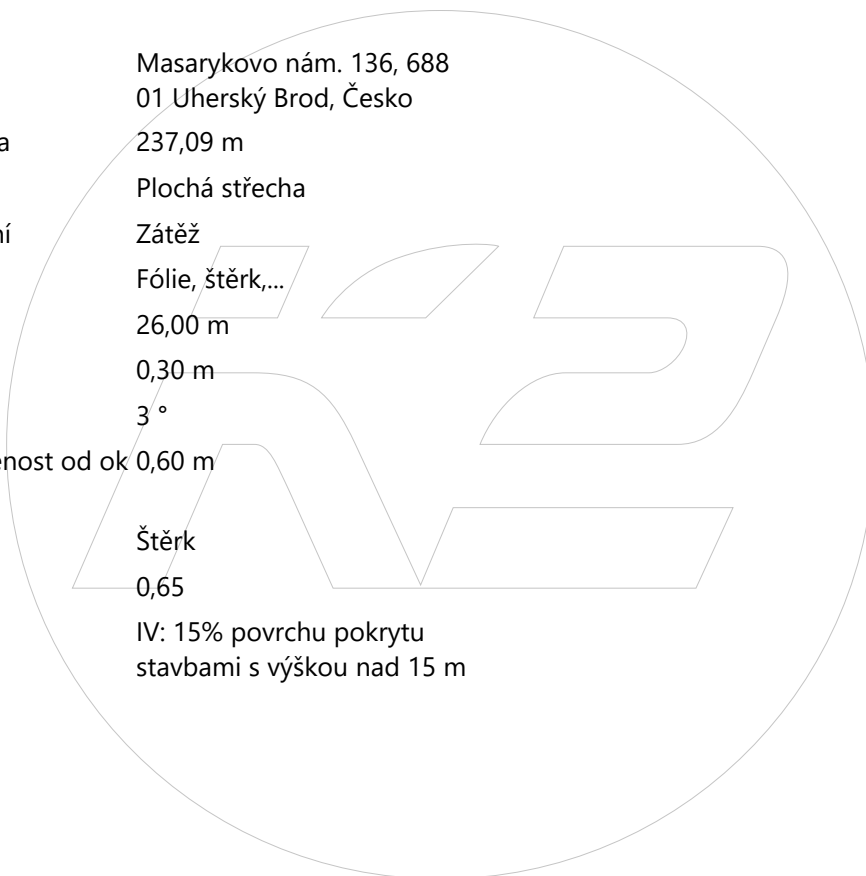 Masarykovo nám. 136, 688
01 Uherský Brod, Česko
a 237,09 m
Plochá střecha
ní Zátěž
Fólie, štěrk,...
26,00 m
0,30 m
3 °
enost od ok 0,60 m
Štěrk
0,65
IV: 15% povrchu pokrytu
stavbami s výškou nad 15 m
K2